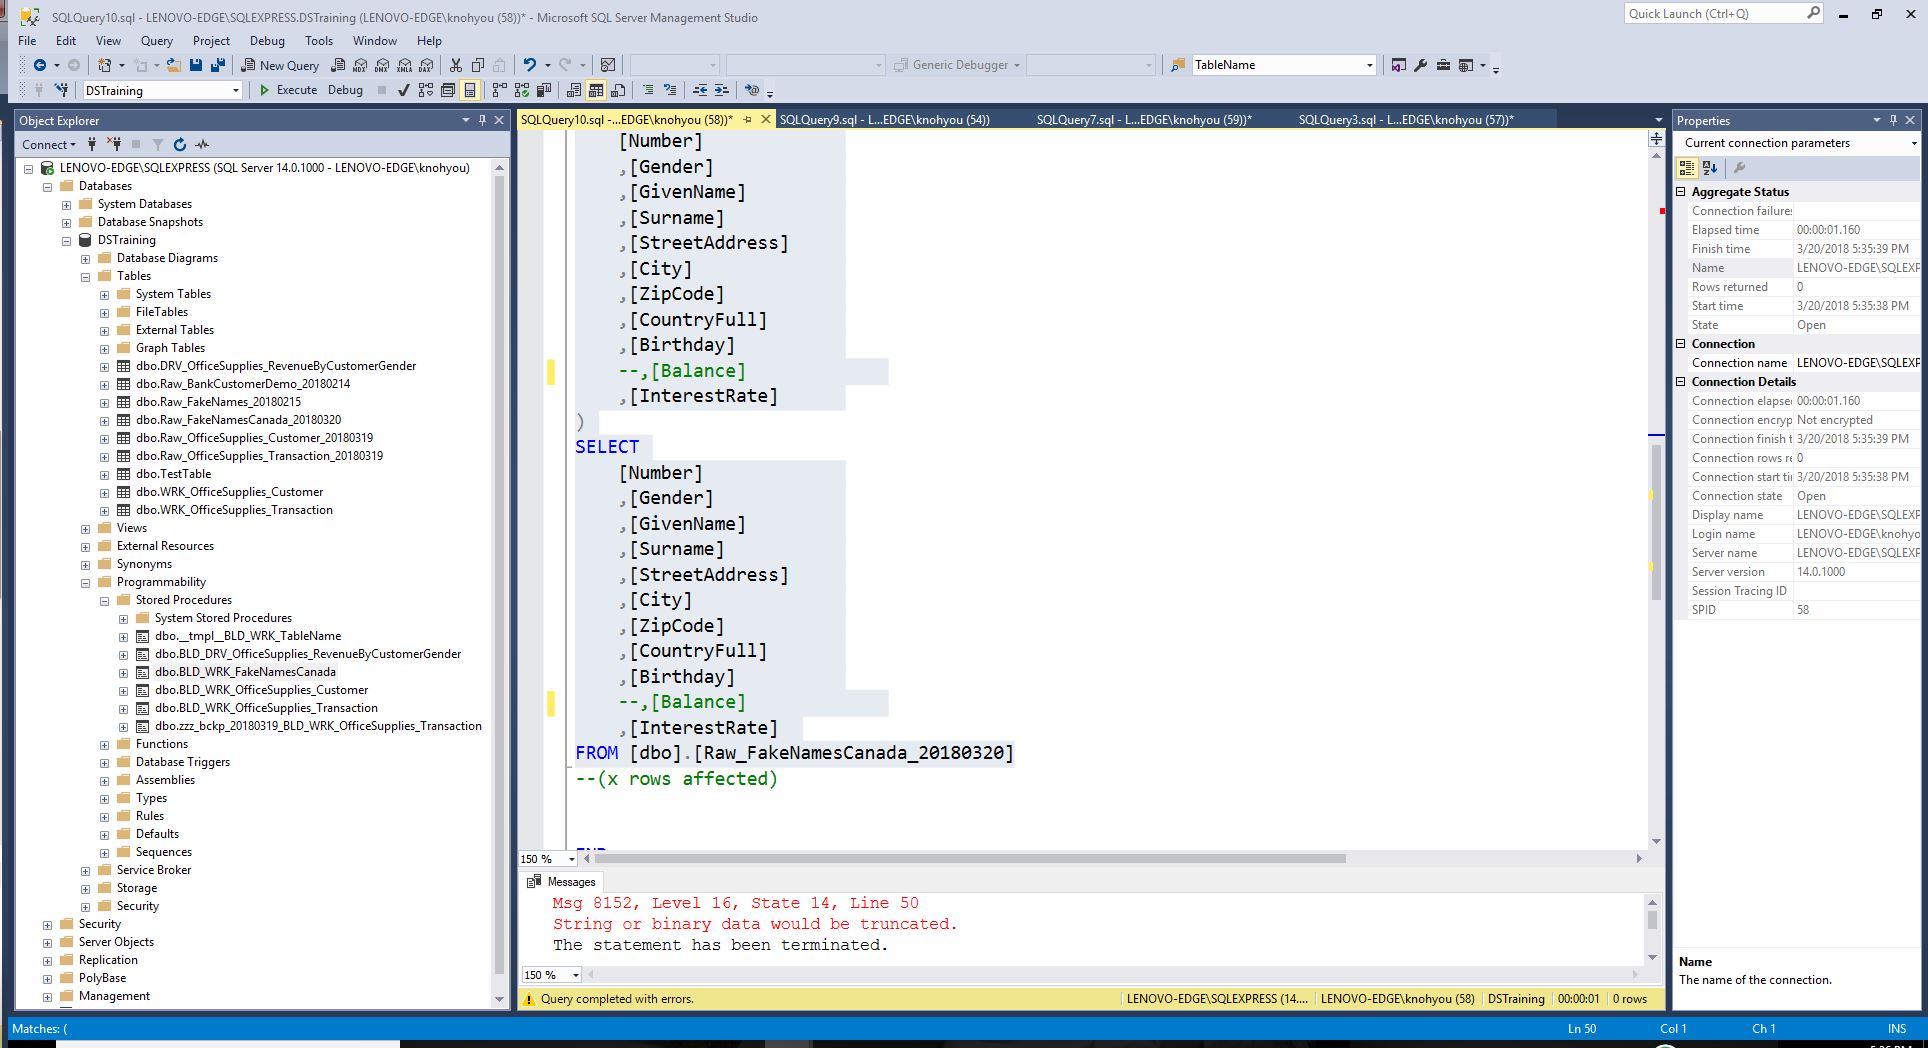 SQLQuery10.sql - LENOVO-EDGE\SQLEXPRESS.DSTraining (LENOVO-EDGE\knohyou (58))* - Microsoft SQL Server Management Studio
Quick Launch (Ctrl+Q)
File Edit View Query Project Debug Tools Window Help
New Query
MDX DMX XMLA DAX
Generic Debugger
TableName
DSTraining
Execute Debug
Object Explorer
Connect
LENOVO-EDGE\SQLEXPRESS (SQL Server 14.0.1000 - LENOVO-EDGE\knohyou)
Databases
System Databases
Database Snapshots
DSTraining
Database Diagrams
Tables
System Tables
FileTables
External Tables
Graph Tables
dbo.DRV_OfficeSupplies_RevenueByCustomerGender
dbo.Raw_BankCustomerDemo_20180214
dbo.Raw_FakeNames_20180215
dbo.Raw_FakeNamesCanada_20180320
dbo.Raw_OfficeSupplies_Customer_20180319
dbo.Raw_OfficeSupplies_Transaction_20180319
dbo.TestTable
dbo.WRK_OfficeSupplies_Customer
dbo.WRK_OfficeSupplies_Transaction
Views
External Resources
Synonyms
Programmability
Stored Procedures
System Stored Procedures
dbo.__tmpl__BLD_WRK_TableName
dbo.BLD_DRV_OfficeSupplies_RevenueByCustomerGender
dbo.BLD_WRK_FakeNamesCanada
dbo.BLD_WRK_OfficeSupplies_Customer
dbo.BLD_WRK_OfficeSupplies_Transaction
dbo.zzz_bckp_20180319_BLD_WRK_OfficeSupplies_Transaction
Functions
Database Triggers
Assemblies
Types
Rules
Defaults
Sequences
Service Broker
Storage
Security
Security
Server Objects
Replication
PolyBase
Management
SQLQuery10.sql -...EDGE\knohyou (58))*
SQLQuery9.sql - L...EDGE\knohyou (54))
SQLQuery7.sql - L...EDGE\knohyou (59))*
SQLQuery3.sql - L...EDGE\knohyou (57))*
[Number]
,[Gender]
,[GivenName]
,[Surname]
,[StreetAddress]
,[City]
,[ZipCode]
,[CountryFull]
,[Birthday]
--,[Balance]
,[InterestRate]
)
SELECT
[Number]
,[Gender]
,[GivenName]
,[Surname]
,[StreetAddress]
,[City]
,[ZipCode]
,[CountryFull]
,[Birthday]
--,[Balance]
,[InterestRate]
FROM [dbo].[Raw_FakeNamesCanada_20180320]
--(x rows affected)
150 %
Messages
Msg 8152, Level 16, State 14, Line 50
String or binary data would be truncated.
The statement has been terminated.
150 %
Query completed with errors.
LENOVO-EDGE\SQLEXPRESS (14.... LENOVO-EDGE\knohyou (58) DSTraining 00:00:01 0 rows
Properties
Current connection parameters
Aggregate Status
Connection failures
Elapsed time 00:00:01.160
Finish time 3/20/2018 5:35:39 PM
Name LENOVO-EDGE\SQLEXP
Rows returned 0
Start time 3/20/2018 5:35:38 PM
State Open
Connection
Connection name LENOVO-EDGE\SQLEXP
Connection Details
Connection elapse 00:00:01.160
Connection encryp Not encrypted
Connection finish t 3/20/2018 5:35:39 PM
Connection rows re 0
Connection start ti 3/20/2018 5:35:38 PM
Connection state Open
Display name LENOVO-EDGE\SQLEXP
Login name LENOVO-EDGE\knohyo
Server name LENOVO-EDGE\SQLEXP
Server version 14.0.1000
Session Tracing ID
SPID 58
Name
The name of the connection.
Matches: (
Ln 50 Col 1 Ch 1 INS